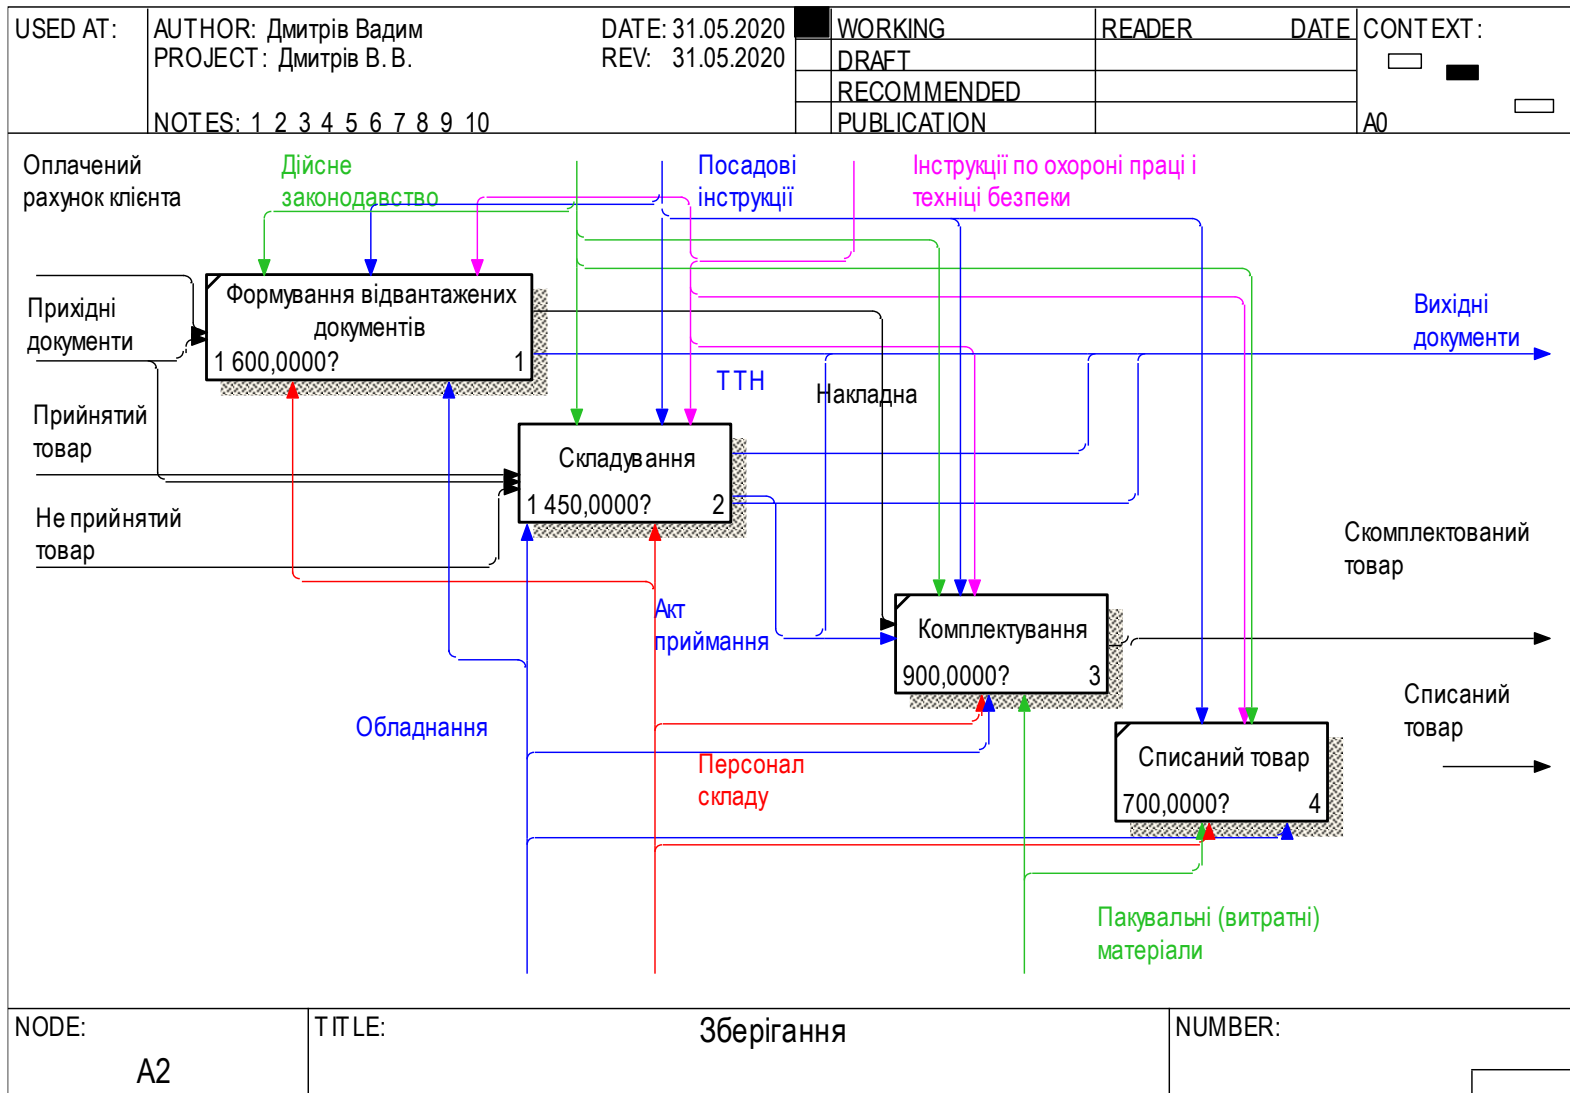 USED AT:
AUTHOR: Дмитрів Вадим
DATE: 31.05.2020
PROJECT: Дмитрів В. В.
REV: 31.05.2020
NOTES: 1 2 3 4 5 6 7 8 9 10
WORKING
DRAFT
RECOMMENDED
PUBLICATION
READER
DATE
CONTEXT:
A0
Оплачений
рахунок клієнта
Дійсне
законодавство
Посадові
інструкції
Інструкції по охороні праці і
техніці безпеки
Прихідні
документи
Формування відвантажених
документів
1 600,0000?
1
Вихідні
документи
ТТН
Накладна
Прийнятий
товар
Складування
1 450,0000?
2
Не прийнятий
товар
Скомплектований
товар
Акт
приймання
Комплектування
900,0000?
3
Обладнання
Персонал
складу
Списаний
товар
Списаний товар
700,0000?
4
Пакувальні (витратні)
матеріали
NODE:
A2
TITLE:
Зберігання
NUMBER: